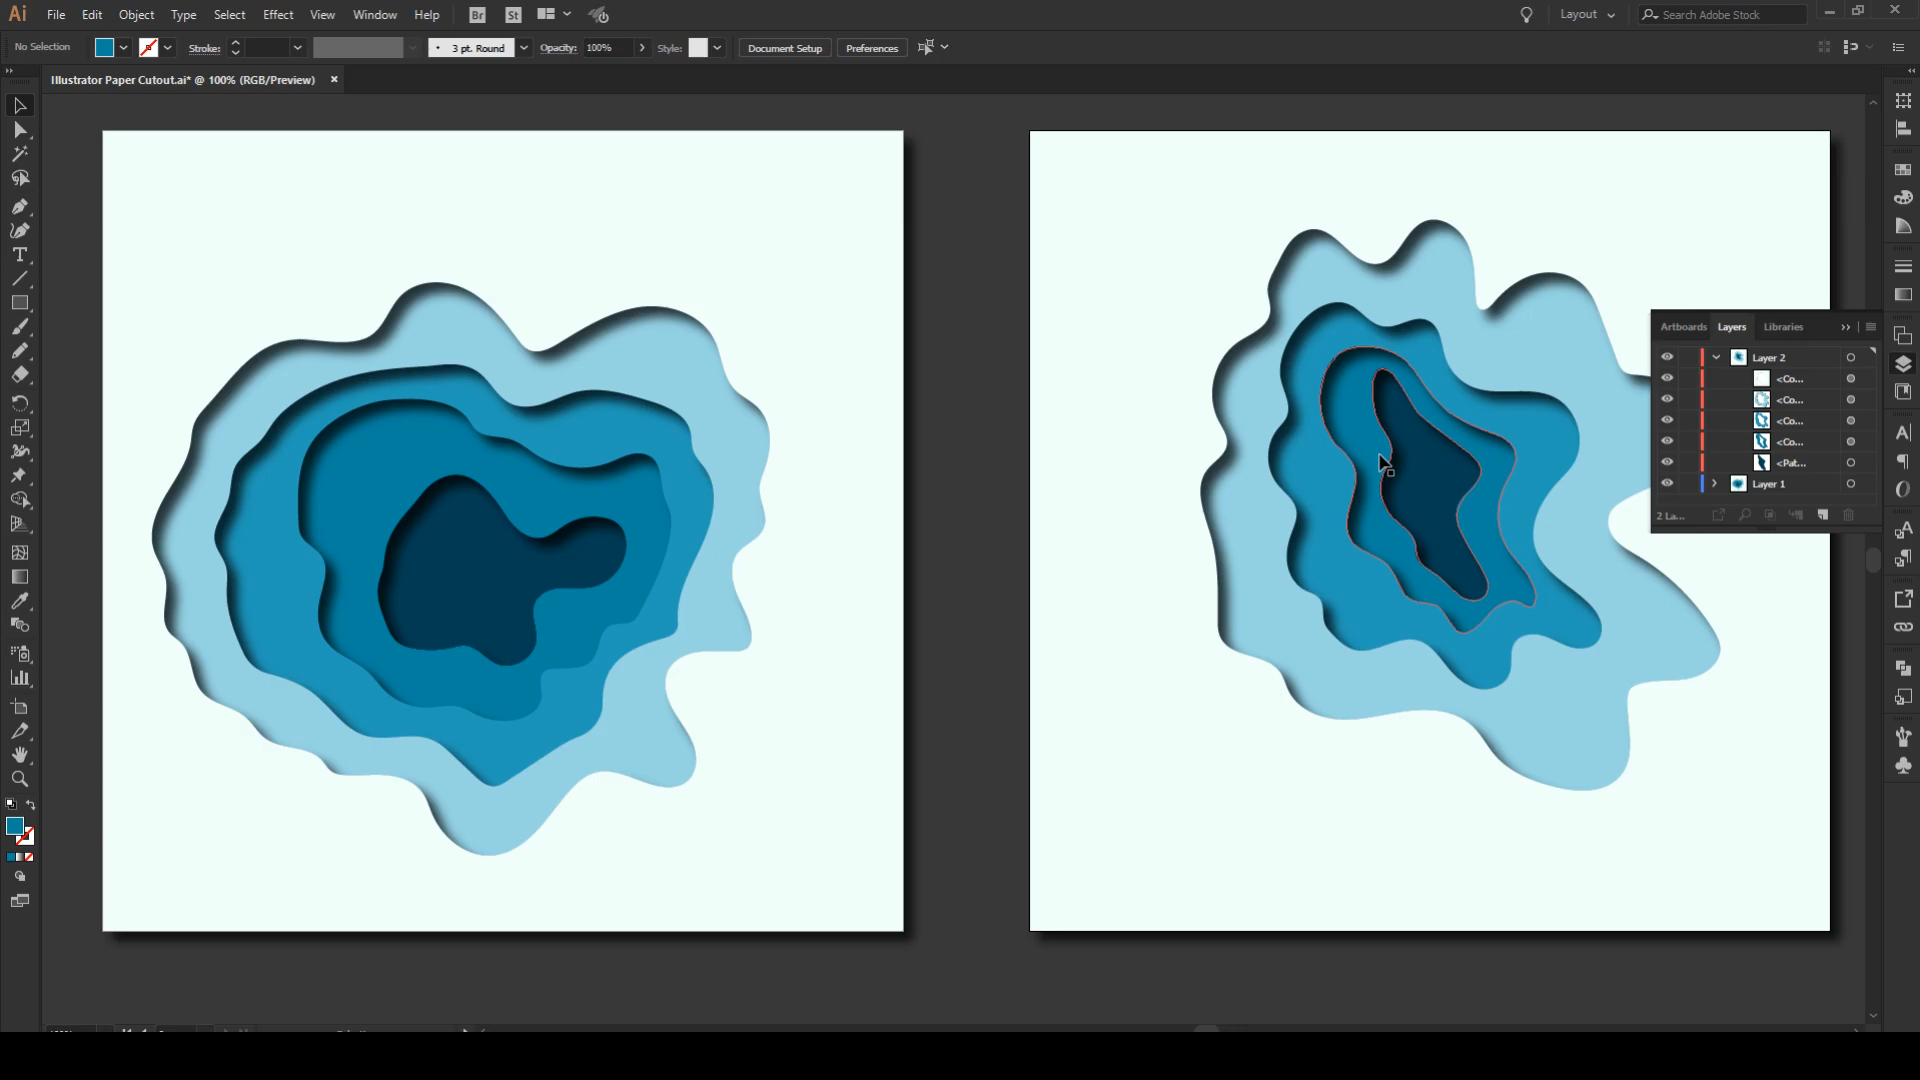 Ai File Edit Object Type Select Effect View Window Help Br St Layout Search Adobe Stock
No Selection Stroke: 3 pt. Round Opacity: 100% Style: Document Setup Preferences
Illustrator Paper Cutout.ai* @ 100% (RGB/Preview) ×
Artboards Layers Libraries
Layer 2
<Co...
<Co...
<Co...
<Co...
<Pat...
Layer 1
2 La...